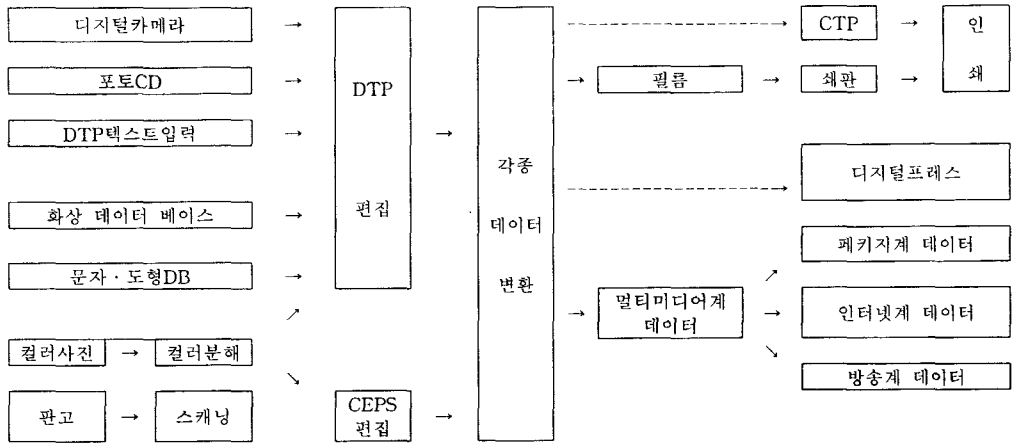 디지털카메라
포토CD
DTP텍스트입력
화상 데이터 베이스
문자·도형DB
컬러사진 → 컬러분해
판고 → 스캐닝
DTP
편집
CEPS
편집
각종
데이터
변환
CTP
필름 → 쇄판
인
쇄
디지털프레스
멀티미디어계
데이터
페키지계 데이터
인터넷계 데이터
방송계 데이터